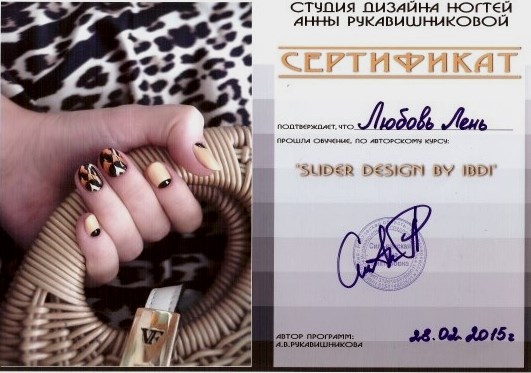 СТУДИЯ ДИЗАЙНА НОГТЕЙ
АННЫ РУКАВИШНИКОВОЙ
СЕРТИФИКАТ
ПОДТВЕРЖДАЕТ, ЧТО Любовь Лень
ПРОШЛА ОБУЧЕНИЕ, ПО АВТОРСКОМУ КУРСУ:
"SLIDER DESIGN BY IBDI"
АВТОР ПРОГРАММ:
А.В.РУКАВИШНИКОВА
28.02.2015г
VF